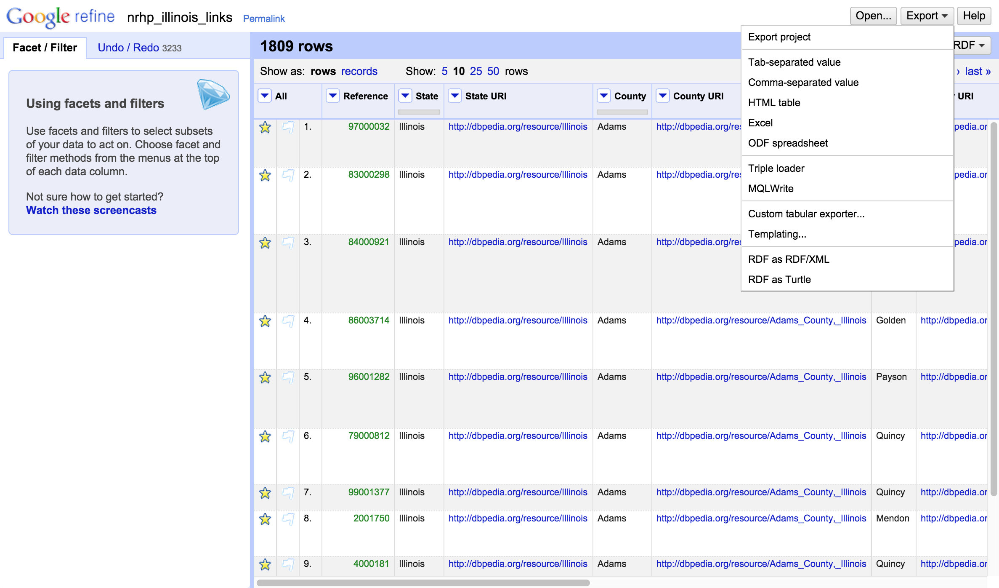 Google refine nrhp_illinois_links Permalink Open... Export Help
Facet / Filter Undo / Redo 3233
Using facets and filters
Use facets and filters to select subsets
of your data to act on. Choose facet and
filter methods from the menus at the top
of each data column.
Not sure how to get started?
Watch these screencasts
1809 rows RDF
Show as: rows records Show: 5 10 25 50 rows › last »
All Reference State State URI County County URI URI
1. 97000032 Illinois http://dbpedia.org/resource/Illinois Adams http://dbpedia.org/res pedia.or
2. 83000298 Illinois http://dbpedia.org/resource/Illinois Adams http://dbpedia.org/res pedia.or
3. 84000921 Illinois http://dbpedia.org/resource/Illinois Adams http://dbpedia.org/res pedia.or
4. 86003714 Illinois http://dbpedia.org/resource/Illinois Adams http://dbpedia.org/resource/Adams_County,_Illinois Golden http://dbpedia.or
5. 96001282 Illinois http://dbpedia.org/resource/Illinois Adams http://dbpedia.org/resource/Adams_County,_Illinois Payson http://dbpedia.or
6. 79000812 Illinois http://dbpedia.org/resource/Illinois Adams http://dbpedia.org/resource/Adams_County,_Illinois Quincy http://dbpedia.or
7. 99001377 Illinois http://dbpedia.org/resource/Illinois Adams http://dbpedia.org/resource/Adams_County,_Illinois Quincy http://dbpedia.or
8. 2001750 Illinois http://dbpedia.org/resource/Illinois Adams http://dbpedia.org/resource/Adams_County,_Illinois Mendon http://dbpedia.or
9. 4000181 Illinois http://dbpedia.org/resource/Illinois Adams http://dbpedia.org/resource/Adams_County,_Illinois Quincy http://dbpedia.or
Export project
Tab-separated value
Comma-separated value
HTML table
Excel
ODF spreadsheet
Triple loader
MQLWrite
Custom tabular exporter...
Templating...
RDF as RDF/XML
RDF as Turtle